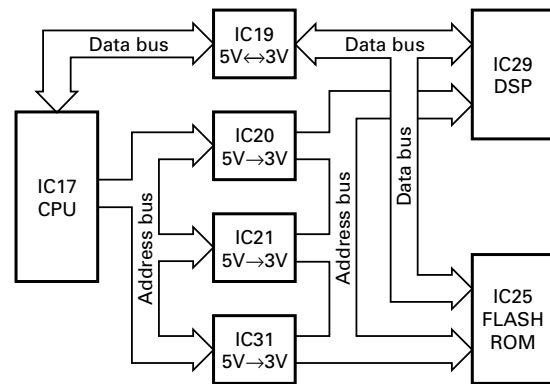 Data bus
IC19
5V↔3V
Data bus
IC29
DSP
IC17
CPU
IC20
5V→3V
Address bus
IC21
5V→3V
Address bus
Data bus
IC31
5V→3V
IC25
FLASH
ROM